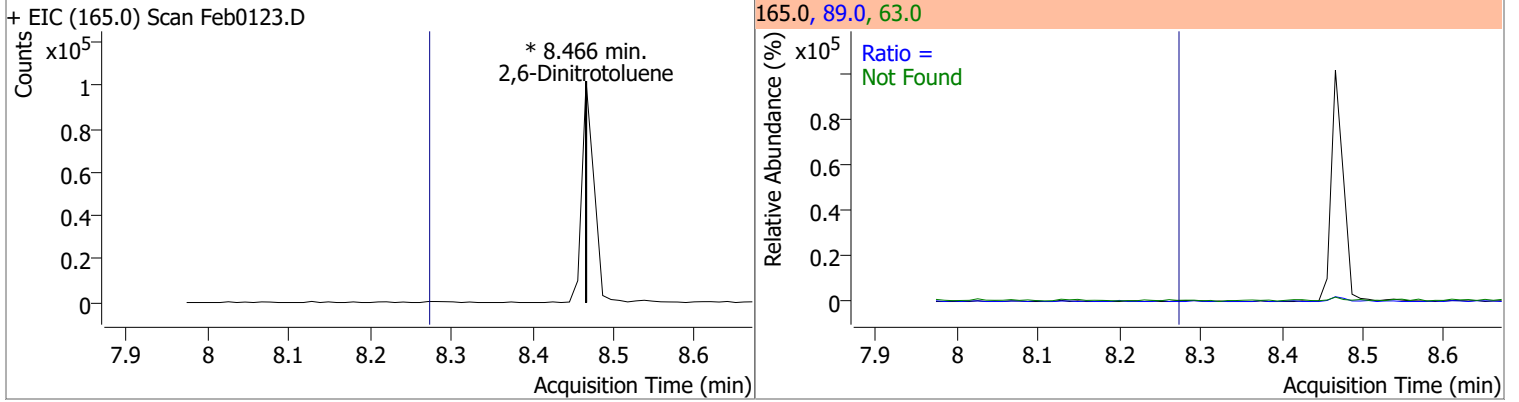 + EIC (165.0) Scan Feb0123.D
Counts
x10⁵
* 8.466 min.
2,6-Dinitrotoluene
1
0.8
0.6
0.4
0.2
0
7.9 8 8.1 8.2 8.3 8.4 8.5 8.6
Acquisition Time (min)
165.0, 89.0, 63.0
Relative Abundance (%)
x10⁵
Ratio =
Not Found
0.8
0.6
0.4
0.2
0
7.9 8 8.1 8.2 8.3 8.4 8.5 8.6
Acquisition Time (min)